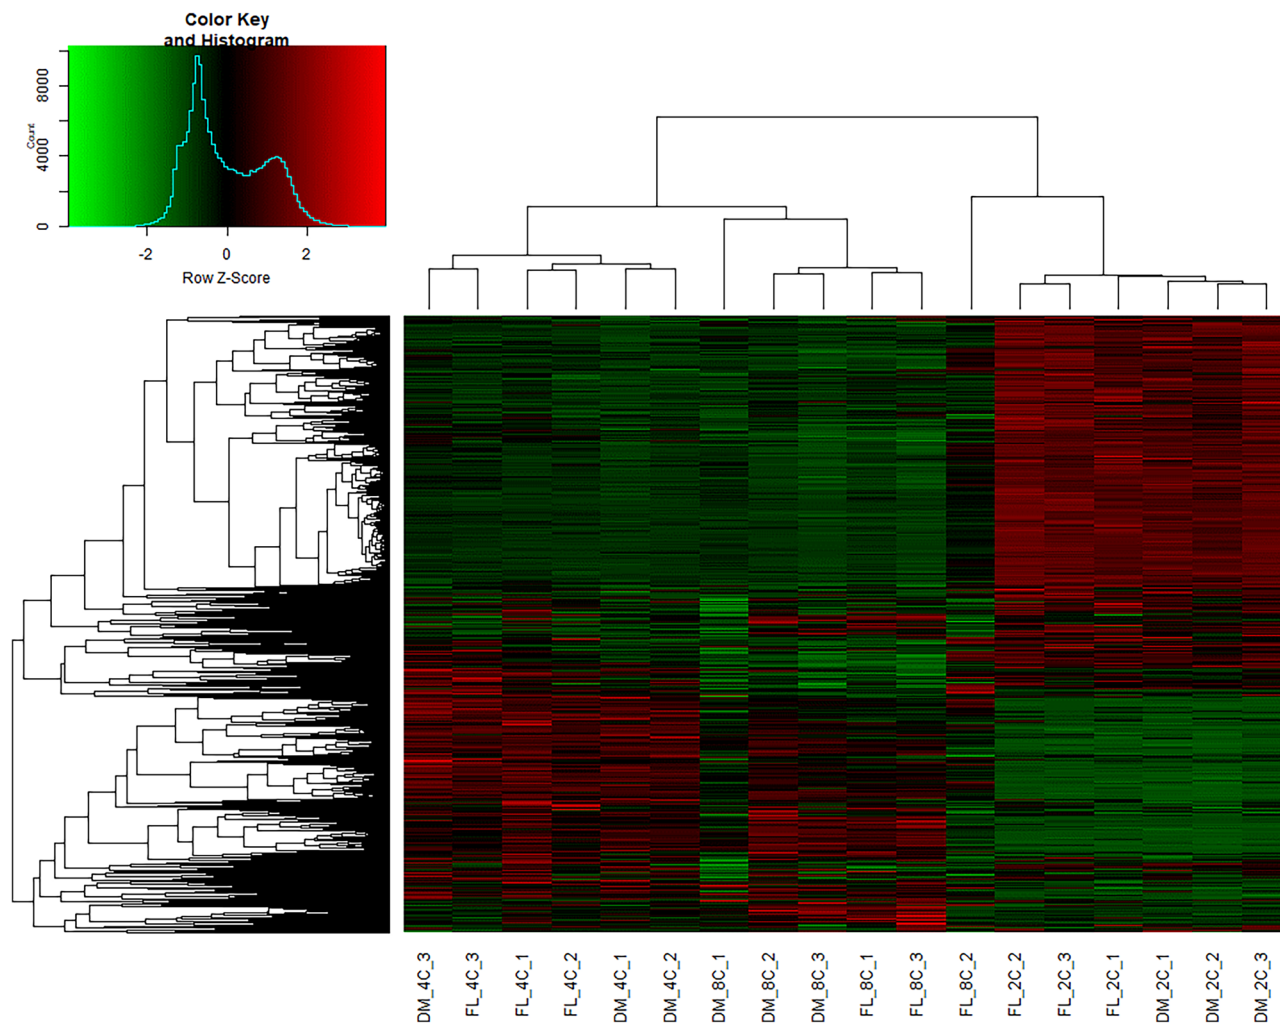 Color Key
and Histogram
Count
0
4000
8000
-2
0
2
Row Z-Score
DM_4C_3
FL_4C_3
FL_4C_1
FL_4C_2
DM_4C_1
DM_4C_2
DM_8C_1
DM_8C_2
DM_8C_3
FL_8C_1
FL_8C_3
FL_8C_2
FL_2C_2
FL_2C_3
FL_2C_1
DM_2C_1
DM_2C_2
DM_2C_3